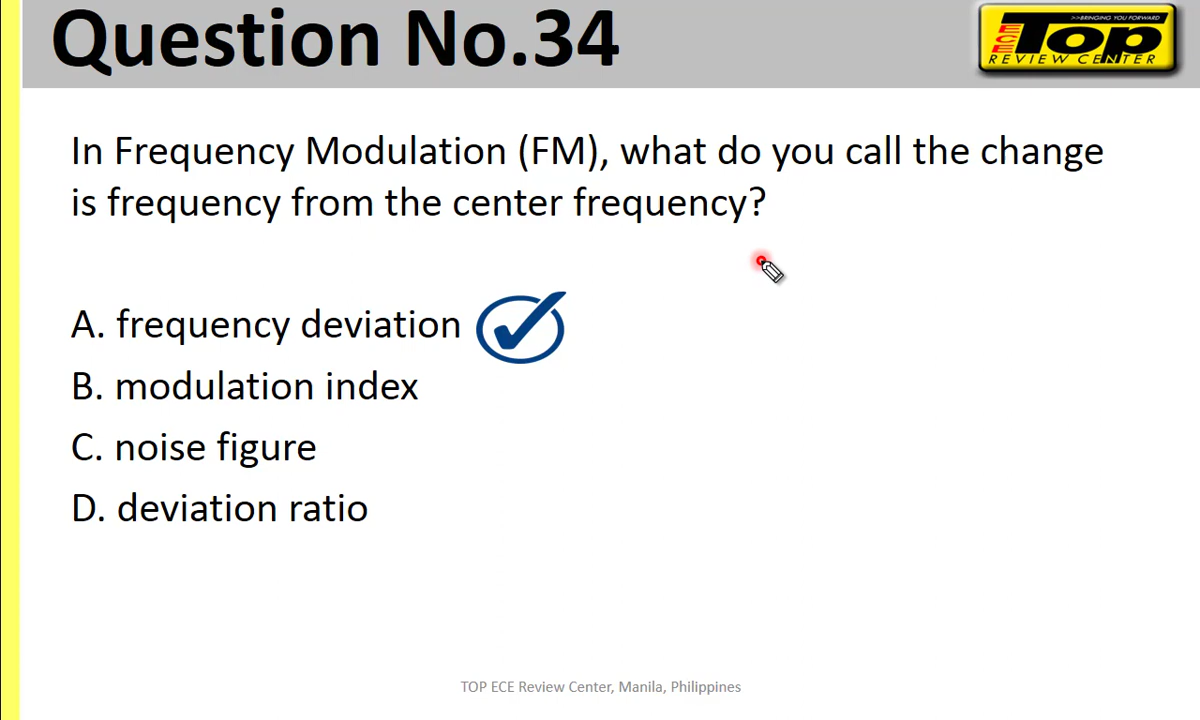 Question No.34
>>BRINGING YOU FORWARD
ECE Top
REVIEW CENTER
In Frequency Modulation (FM), what do you call the change
is frequency from the center frequency?
A. frequency deviation
B. modulation index
C. noise figure
D. deviation ratio
TOP ECE Review Center, Manila, Philippines